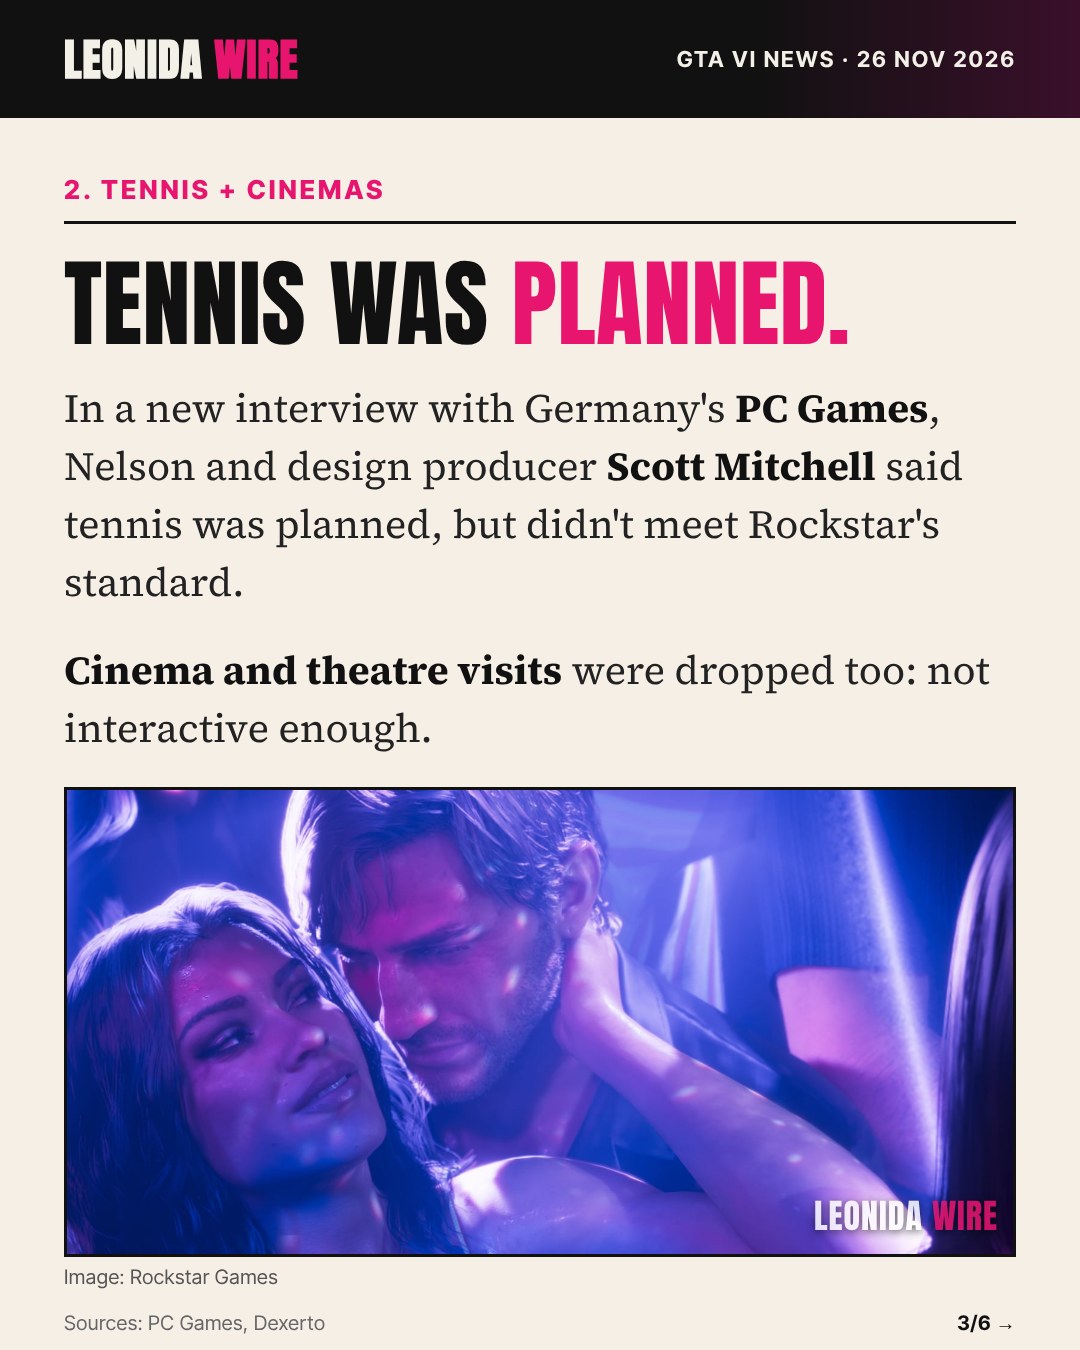 LEONIDA WIRE
GTA VI NEWS · 26 NOV 2026
2. TENNIS + CINEMAS
TENNIS WAS PLANNED.
In a new interview with Germany's PC Games,
Nelson and design producer Scott Mitchell said
tennis was planned, but didn't meet Rockstar's
standard.
Cinema and theatre visits were dropped too: not
interactive enough.
LEONIDA WIRE
Image: Rockstar Games
Sources: PC Games, Dexerto
3/6 →